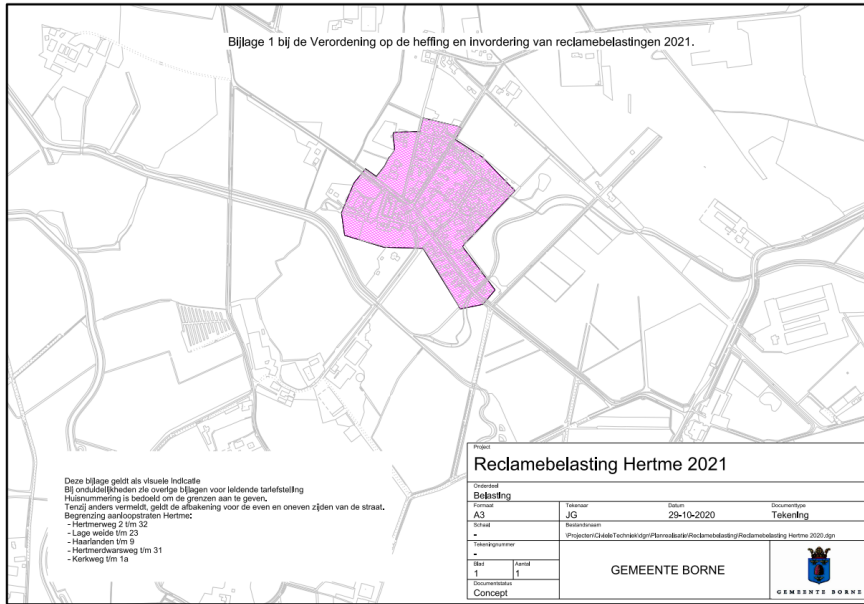 Bijlage 1 bij de Verordening op de heffing en invordering van reclamebelastingen 2021.
Deze bijlage geldt als visuele indicatie
Bij onduidelijkheden zie overige bijlagen voor leidende tariefstelling
Huisnummering is bedoeld om de grenzen aan te geven.
Tenzij anders vermeldt, geldt de afbakening voor de even en oneven zijden van de straat.
Begrenzing aanloopstraten Hertme:
- Hertmerweg 2 t/m 32
- Lage weide t/m 23
- Haarlanden t/m 9
- Hertmerdwarsweg t/m 31
- Kerkweg t/m 1a
Project
Reclamebelasting Hertme 2021
Onderdeel
Belasting
Formaat Tekenaar Datum Documenttype
A3 JG 29-10-2020 Tekening
Schaal Bestandsnaam
- \Projecten\CivieleTechniek\dgn\Planrealisatie\Reclamebelasting\Reclamebelasting Hertme 2020.dgn
Tekeningnummer
-
Blad Aantal
1 1
GEMEENTE BORNE
Documentstatus
Concept
GEMEENTE BORNE